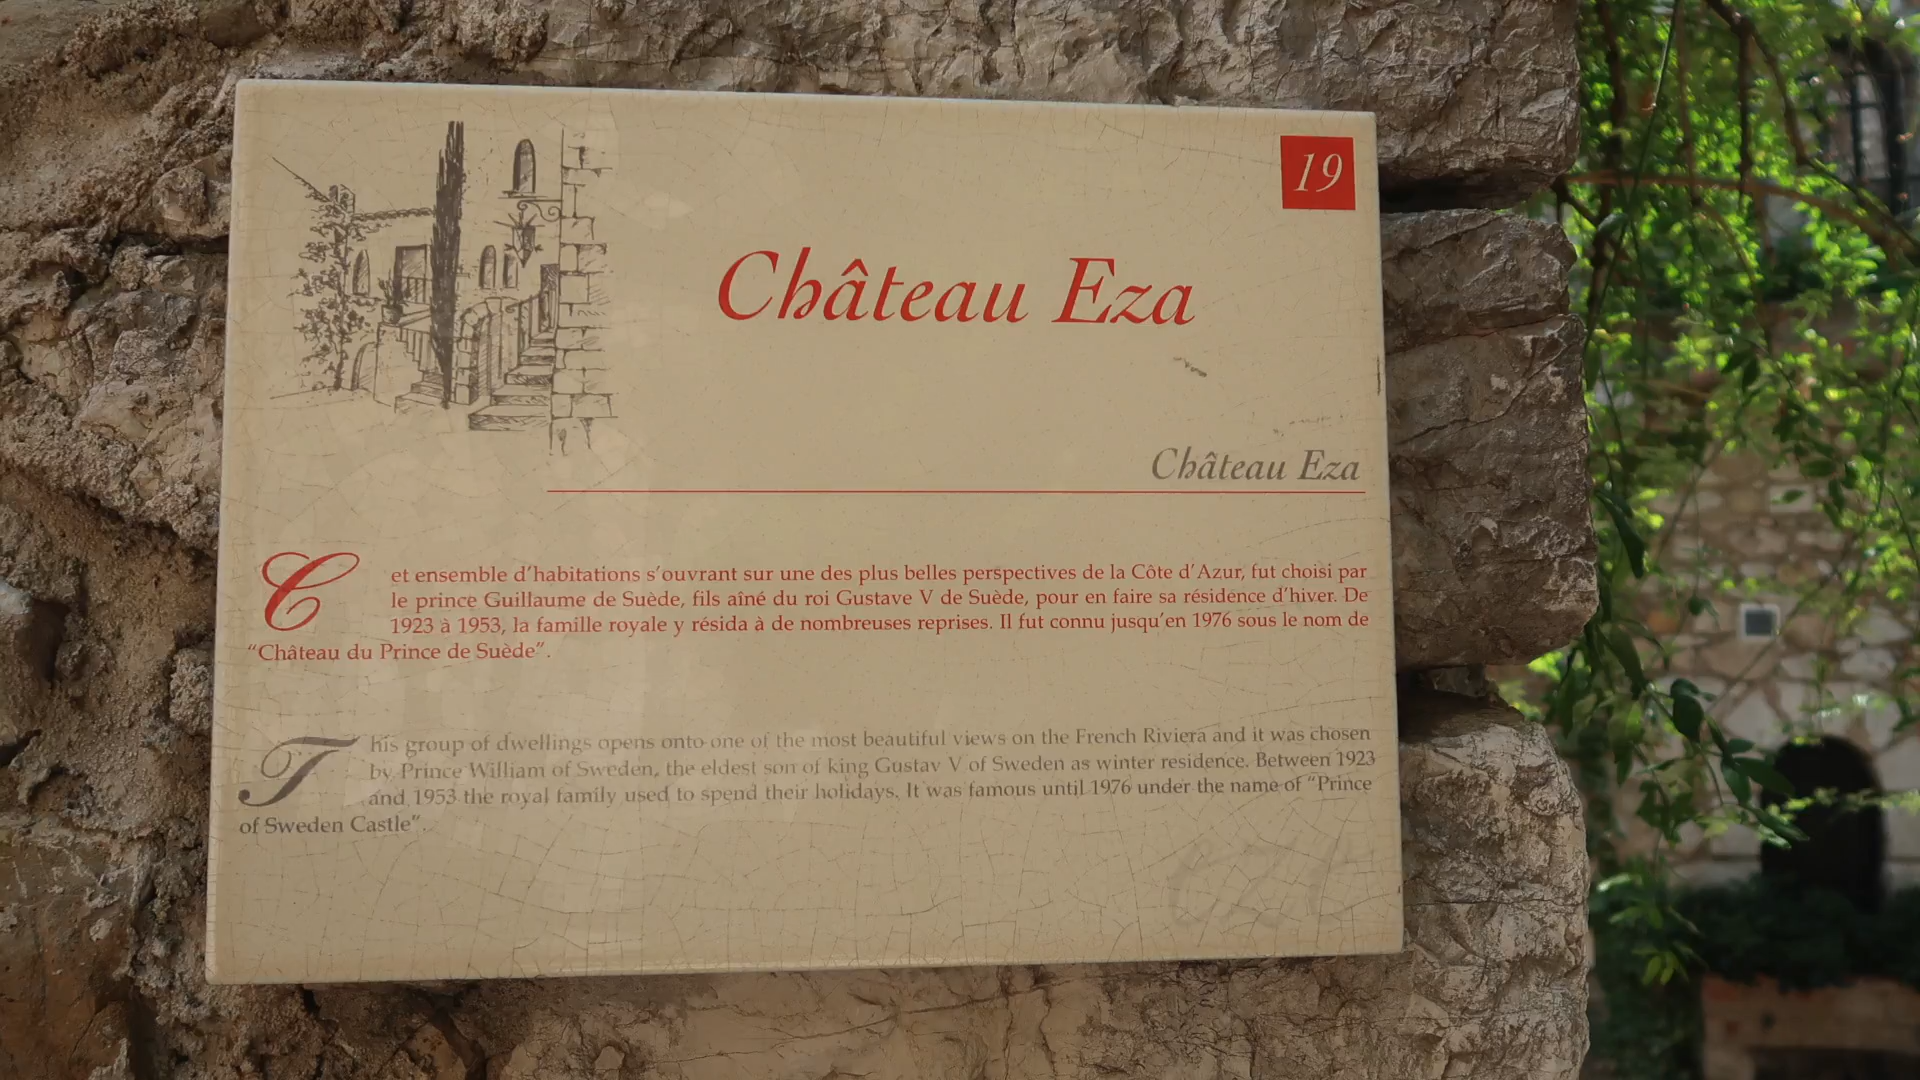 19
Château Eza
Château Eza
Cet ensemble d'habitations s'ouvrant sur une des plus belles perspectives de la Côte d'Azur, fut choisi par
le prince Guillaume de Suède, fils aîné du roi Gustave V de Suède, pour en faire sa résidence d'hiver. De
1923 à 1953, la famille royale y résida à de nombreuses reprises. Il fut connu jusqu'en 1976 sous le nom de
“Château du Prince de Suède”.
This group of dwellings opens onto one of the most beautiful views on the French Riviera and it was chosen
by Prince William of Sweden, the eldest son of king Gustav V of Sweden as winter residence. Between 1923
and 1953 the royal family used to spend their holidays. It was famous until 1976 under the name of “Prince
of Sweden Castle”.